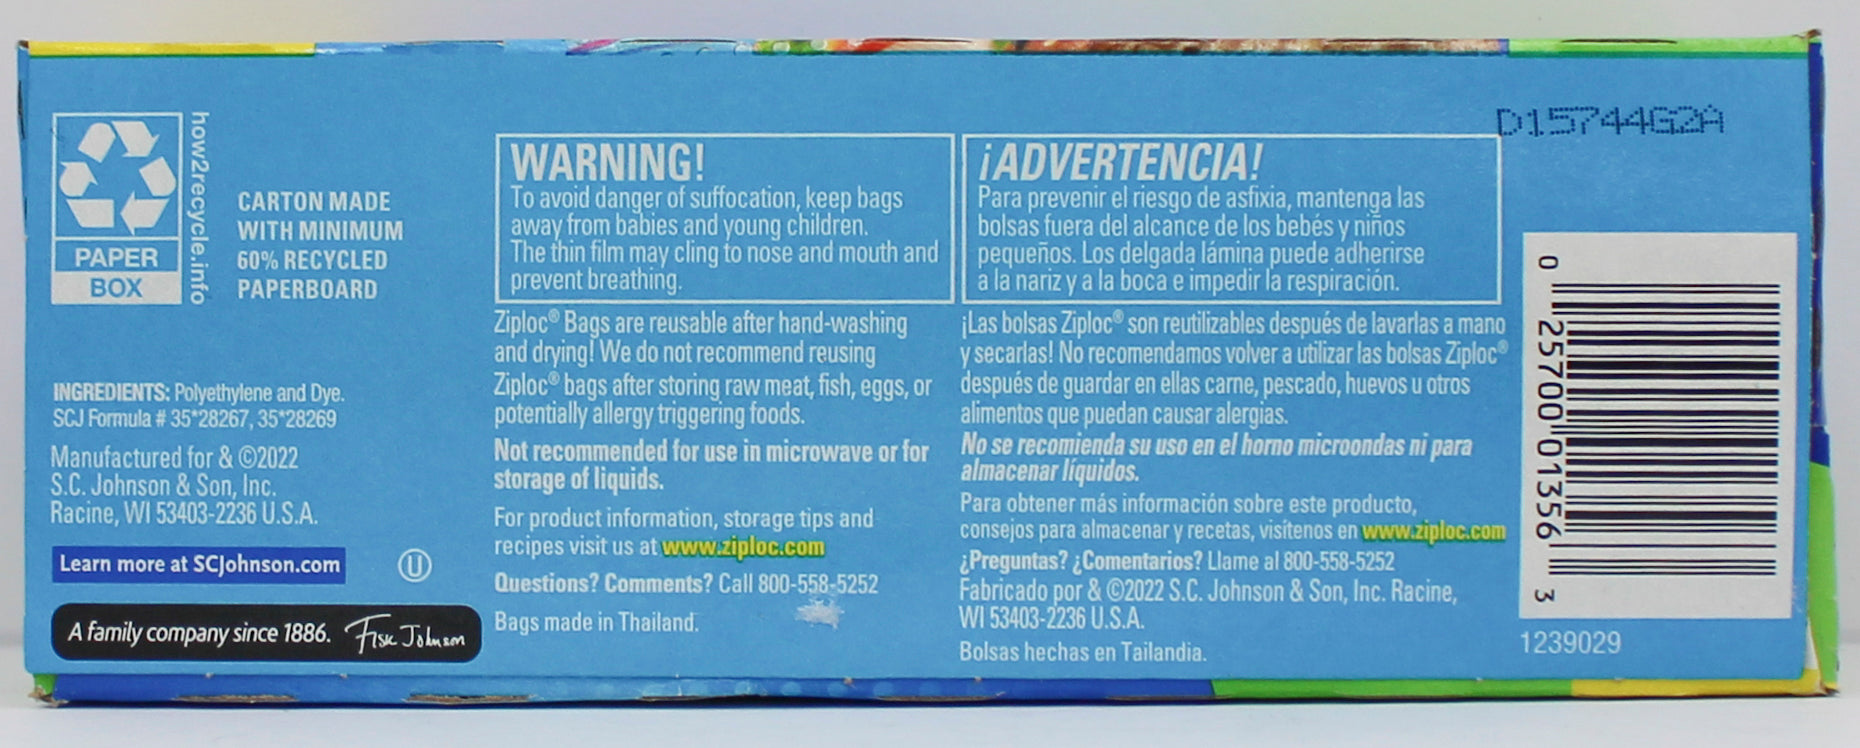 how2recycle.info
PAPER
BOX
CARTON MADE
WITH MINIMUM
60% RECYCLED
PAPERBOARD
INGREDIENTS: Polyethylene and Dye.
SCJ Formula # 35*28267, 35*28269
Manufactured for & ©2022
S.C. Johnson & Son, Inc.
Racine, WI 53403-2236 U.S.A.
Learn more at SCJohnson.com
U
A family company since 1886. Fisk Johnson
WARNING!
To avoid danger of suffocation, keep bags
away from babies and young children.
The thin film may cling to nose and mouth and
prevent breathing.
Ziploc® Bags are reusable after hand-washing
and drying! We do not recommend reusing
Ziploc® bags after storing raw meat, fish, eggs, or
potentially allergy triggering foods.
Not recommended for use in microwave or for
storage of liquids.
For product information, storage tips and
recipes visit us at www.ziploc.com
Questions? Comments? Call 800-558-5252
Bags made in Thailand.
¡ADVERTENCIA!
Para prevenir el riesgo de asfixia, mantenga las
bolsas fuera del alcance de los bebés y niños
pequeños. Los delgada lámina puede adherirse
a la nariz y a la boca e impedir la respiración.
¡Las bolsas Ziploc® son reutilizables después de lavarlas a mano
y secarlas! No recomendamos volver a utilizar las bolsas Ziploc®
después de guardar en ellas carne, pescado, huevos u otros
alimentos que puedan causar alergias.
No se recomienda su uso en el horno microondas ni para
almacenar líquidos.
Para obtener más información sobre este producto,
consejos para almacenar y recetas, visítenos en www.ziploc.com
¿Preguntas? ¿Comentarios? Llame al 800-558-5252
Fabricado por & ©2022 S.C. Johnson & Son, Inc. Racine,
WI 53403-2236 U.S.A.
Bolsas hechas en Tailandia.
D15744G2A
0 25700 01356 3
1239029